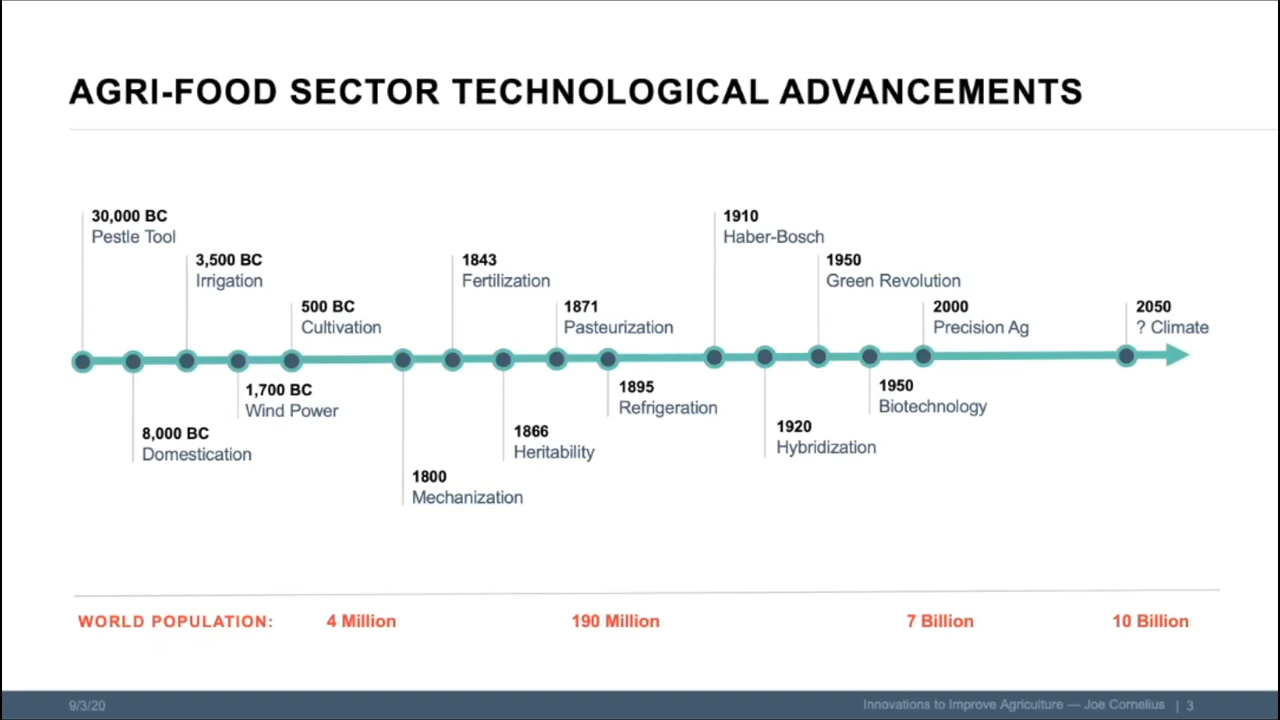 AGRI-FOOD SECTOR TECHNOLOGICAL ADVANCEMENTS
30,000 BC
Pestle Tool
3,500 BC
Irrigation
500 BC
Cultivation
1843
Fertilization
1871
Pasteurization
1910
Haber-Bosch
1950
Green Revolution
2000
Precision Ag
2050
? Climate
8,000 BC
Domestication
1,700 BC
Wind Power
1800
Mechanization
1866
Heritability
1895
Refrigeration
1920
Hybridization
1950
Biotechnology
WORLD POPULATION: 4 Million 190 Million 7 Billion 10 Billion
9/3/20 Innovations to Improve Agriculture — Joe Cornelius | 3